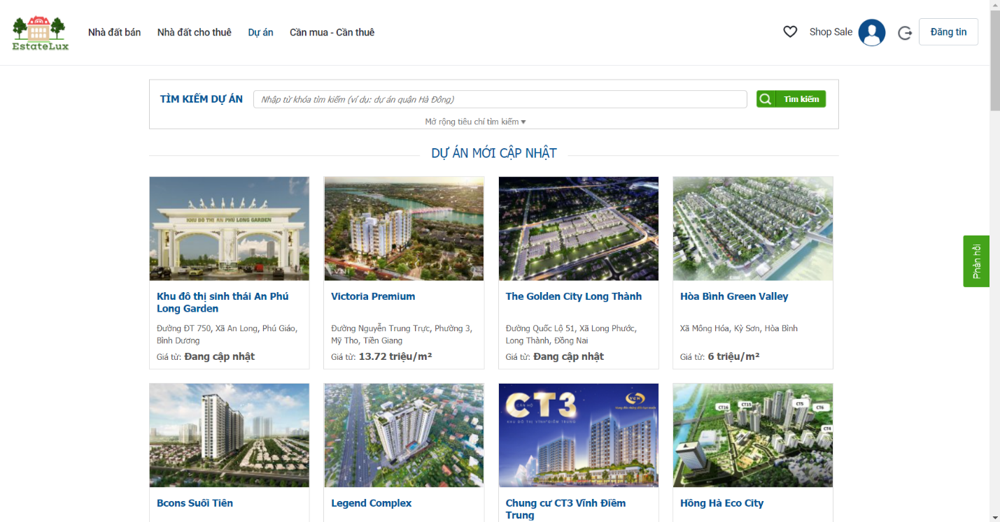 EstateLux
Nhà đất bán
Nhà đất cho thuê
Dự án
Cần mua - Cần thuê
Shop Sale
Đăng tin
TÌM KIẾM DỰ ÁN
Nhập từ khóa tìm kiếm (ví dụ: dự án quận Hà Đông)
Tìm kiếm
Mở rộng tiêu chí tìm kiếm ▾
DỰ ÁN MỚI CẬP NHẬT
KHU ĐÔ THỊ AN PHÚ LONG GARDEN
Khu đô thị sinh thái An Phú
Long Garden
Đường ĐT 750, Xã An Long, Phú Giáo,
Bình Dương
Giá từ: Đang cập nhật
Victoria Premium
Đường Nguyễn Trung Trực, Phường 3,
Mỹ Tho, Tiền Giang
Giá từ: 13.72 triệu/m²
The Golden City Long Thành
Đường Quốc Lộ 51, Xã Long Phước,
Long Thành, Đồng Nai
Giá từ: Đang cập nhật
Hòa Bình Green Valley
Xã Mông Hóa, Kỳ Sơn, Hòa Bình
Giá từ: 6 triệu/m²
Phản hồi
Bcons Suối Tiên
Legend Complex
CĂN HỘ
CT3
KHU ĐÔ THỊ VĨNH ĐIỀM TRUNG
VCN
Chung cư CT3 Vĩnh Điềm
Trung
CT16
CT15
CT5
CT6
CT4
Hồng Hà Eco City